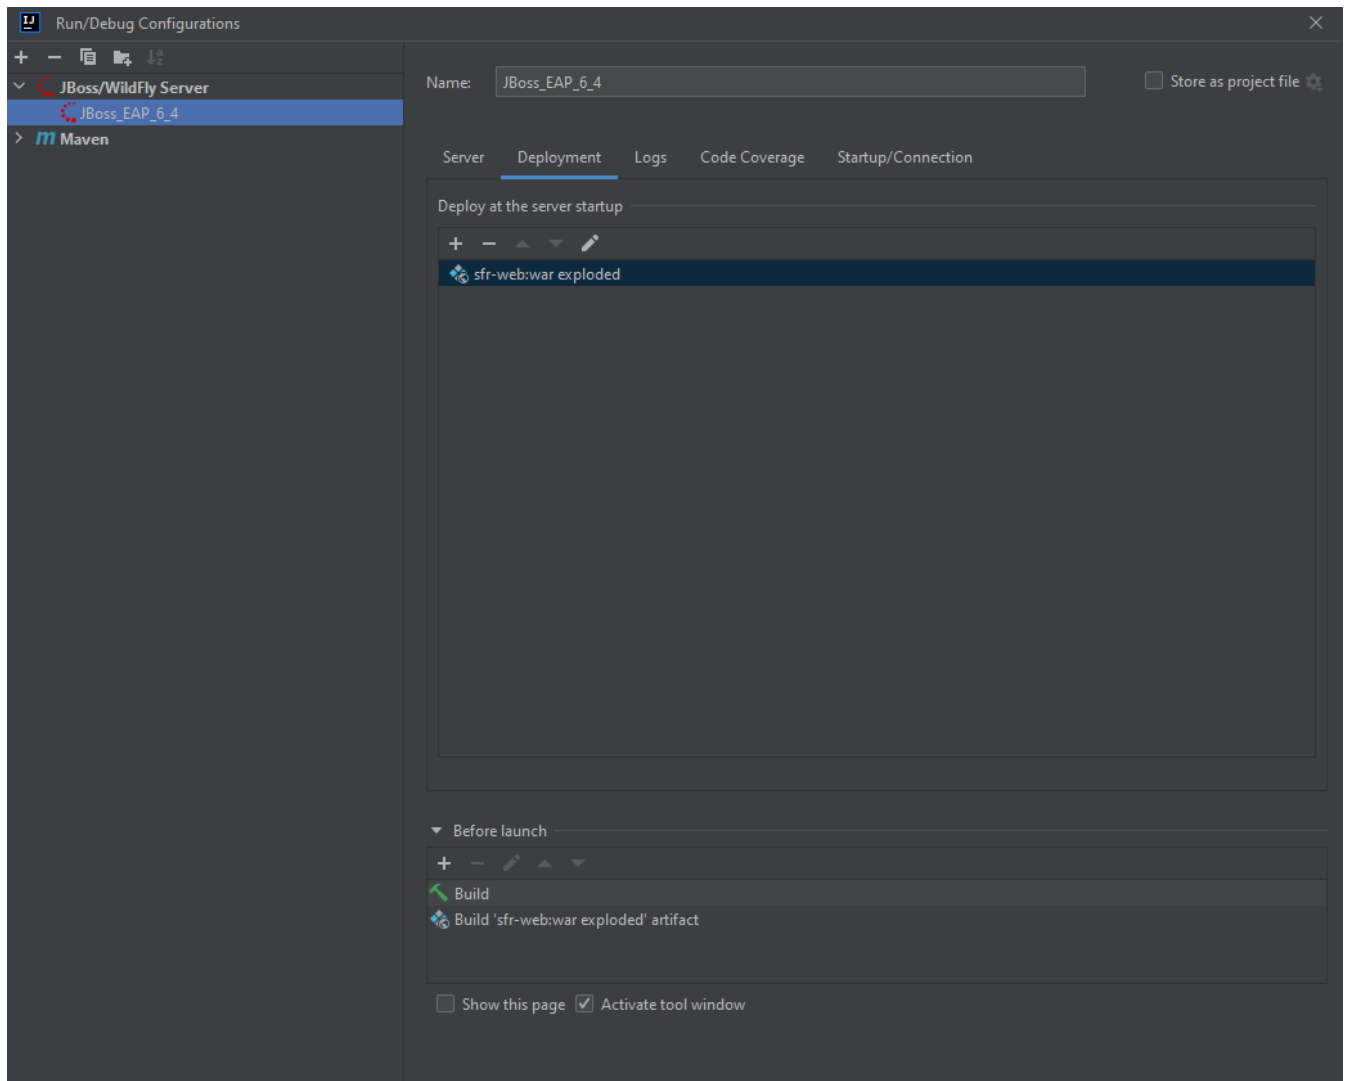 IJ
Run/Debug Configurations
JBoss/WildFly Server
JBoss_EAP_6_4
m Maven
Name: JBoss_EAP_6_4
Store as project file
Server Deployment Logs Code Coverage Startup/Connection
Deploy at the server startup
sfr-web:war exploded
Before launch
Build
Build 'sfr-web:war exploded' artifact
Show this page Activate tool window